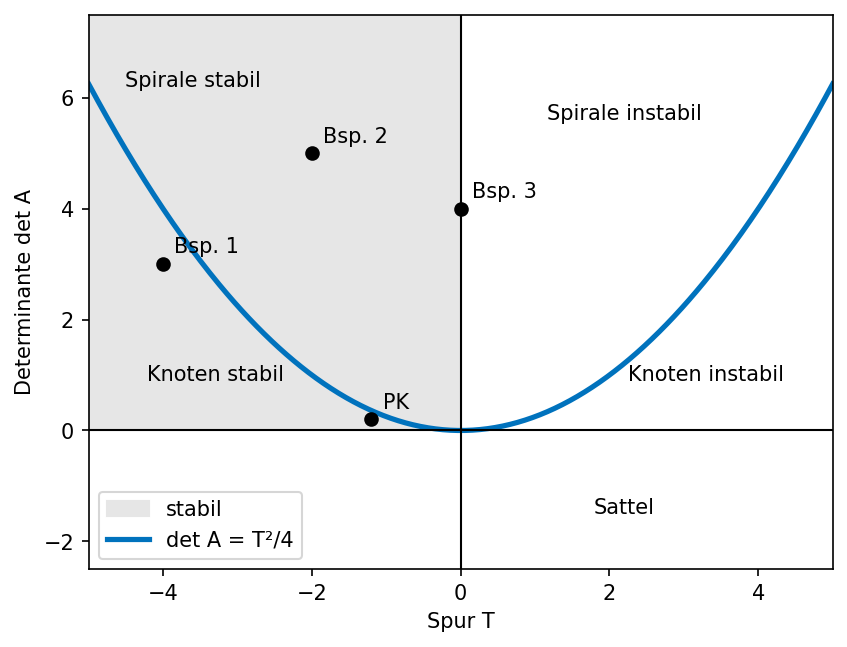 Spirale stabil
Spirale instabil
Bsp. 2
Bsp. 3
Bsp. 1
Knoten stabil
Knoten instabil
PK
Sattel
stabil
det A = T²/4
6
4
2
0
−2
−4
−2
0
2
4
Spur T
Determinante det A